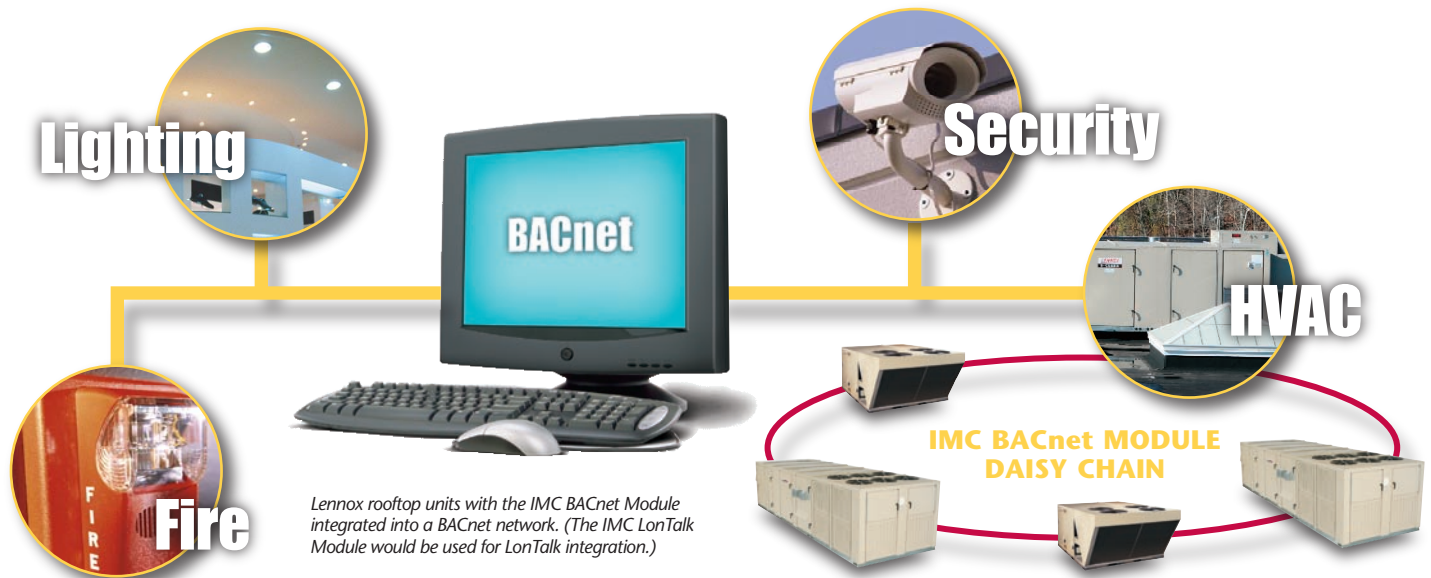 Lighting
Security
BACnet
HVAC
LENNOX
IMC BACnet MODULE
DAISY CHAIN
FIRE
Fire
Lennox rooftop units with the IMC BACnet Module
integrated into a BACnet network. (The IMC LonTalk
Module would be used for LonTalk integration.)